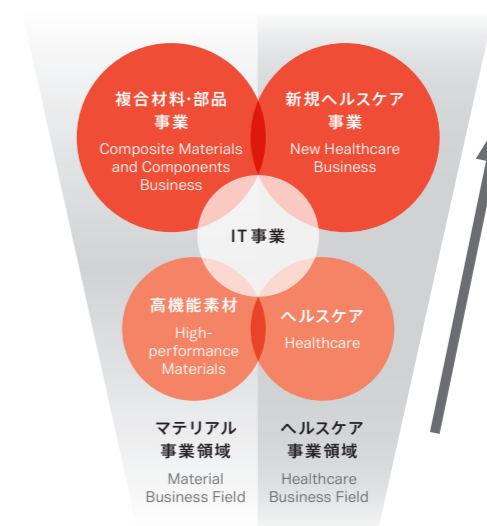 複合材料・部品
事業
Composite Materials
and Components
Business
新規ヘルスケア
事業
New Healthcare
Business
IT事業
高機能素材
High-
performance
Materials
ヘルスケア
Healthcare
マテリアル
事業領域
Material
Business Field
ヘルスケア
事業領域
Healthcare
Business Field